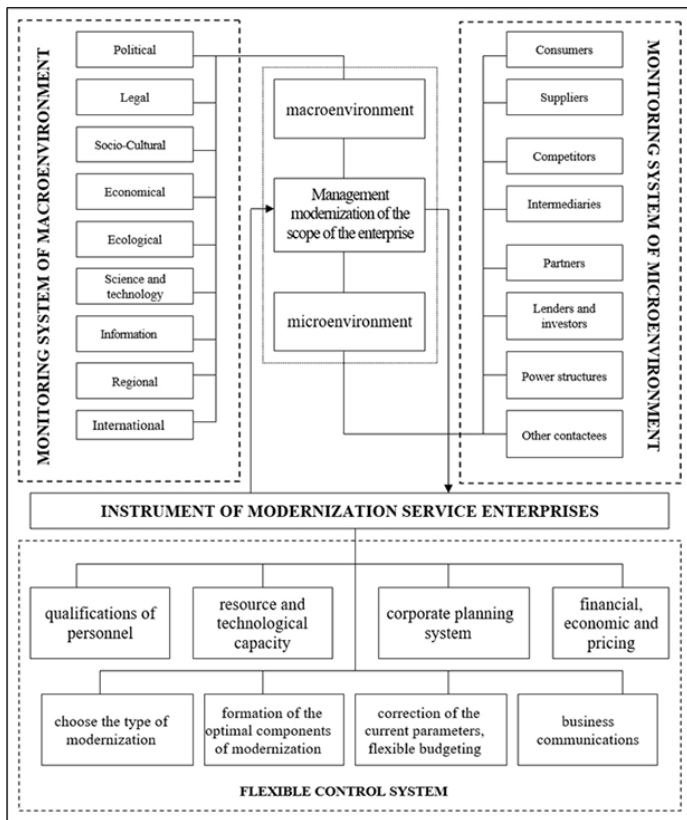 MONITORING SYSTEM OF MACROENVIRONMENT
Political
Legal
Socio-Cultural
Economical
Ecological
Science and
technology
Information
Regional
International
macroenvironment
Management
modernization of the
scope of the enterprise
microenvironment
Consumers
Suppliers
Competitors
Intermediaries
Partners
Lenders and
investors
Power structures
Other contactees
MONITORING SYSTEM OF MICROENVIRONMENT
INSTRUMENT OF MODERNIZATION SERVICE ENTERPRISES
qualifications of
personnel
resource and
technological
capacity
corporate planning
system
financial,
economic and
pricing
choose the type of
modernization
formation of the
optimal components
of modernization
correction of the
current parameters,
flexible budgeting
business
communications
FLEXIBLE CONTROL SYSTEM